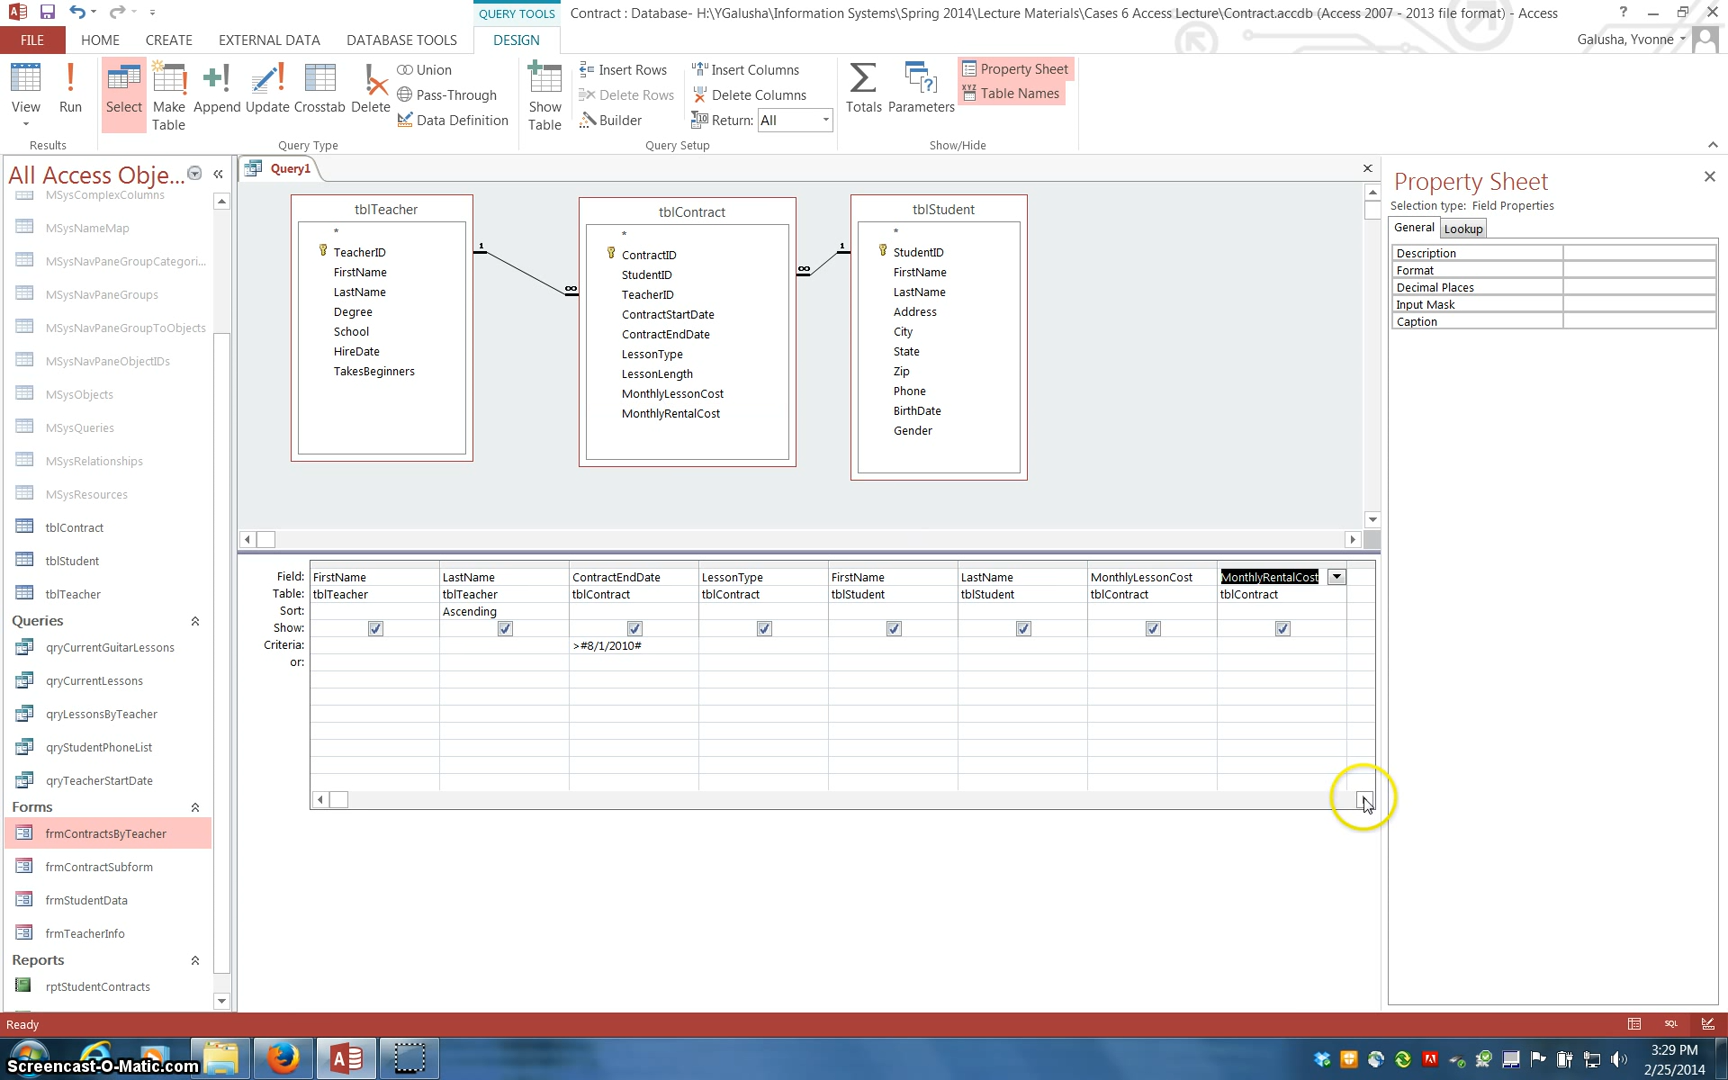 QUERY TOOLS
Contract : Database- H:\YGalusha\Information Systems\Spring 2014\Lecture Materials\Cases 6 Access Lecture\Contract.accdb (Access 2007 - 2013 file format) - Access
FILE HOME CREATE EXTERNAL DATA DATABASE TOOLS DESIGN
Galusha, Yvonne
View Run Select Make Table Append Update Crosstab Delete
Union
Pass-Through
Data Definition
Show Table
Insert Rows
Delete Rows
Builder
Insert Columns
Delete Columns
Return: All
Totals Parameters
Property Sheet
Table Names
Results Query Type Query Setup Show/Hide
All Access Obje...
MSysComplexColumns
MSysNameMap
MSysNavPaneGroupCategori...
MSysNavPaneGroups
MSysNavPaneGroupToObjects
MSysNavPaneObjectIDs
MSysObjects
MSysQueries
MSysRelationships
MSysResources
tblContract
tblStudent
tblTeacher
Queries
qryCurrentGuitarLessons
qryCurrentLessons
qryLessonsByTeacher
qryStudentPhoneList
qryTeacherStartDate
Forms
frmContractsByTeacher
frmContractSubform
frmStudentData
frmTeacherInfo
Reports
rptStudentContracts
Query1
tblTeacher
*
TeacherID
FirstName
LastName
Degree
School
HireDate
TakesBeginners
1
∞
tblContract
*
ContractID
StudentID
TeacherID
ContractStartDate
ContractEndDate
LessonType
LessonLength
MonthlyLessonCost
MonthlyRentalCost
∞
1
tblStudent
*
StudentID
FirstName
LastName
Address
City
State
Zip
Phone
BirthDate
Gender
Field: FirstName LastName ContractEndDate LessonType FirstName LastName MonthlyLessonCost MonthlyRentalCost
Table: tblTeacher tblTeacher tblContract tblContract tblStudent tblStudent tblContract tblContract
Sort: Ascending
Show:
Criteria: >#8/1/2010#
or:
Property Sheet
Selection type: Field Properties
General Lookup
Description
Format
Decimal Places
Input Mask
Caption
Ready
SQL
Screencast-O-Matic.com
3:29 PM
2/25/2014